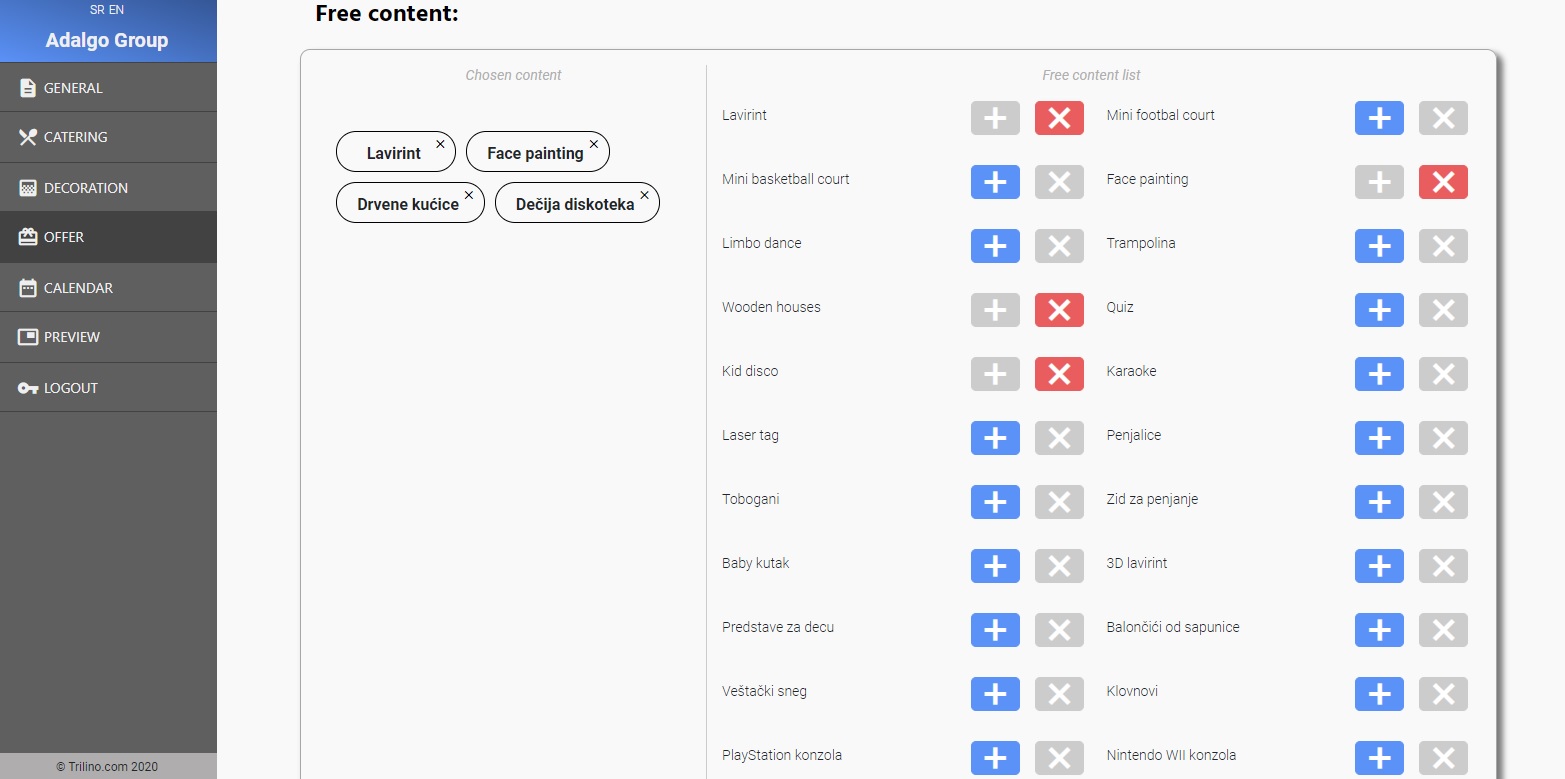 SR EN
Adalgo Group
GENERAL
CATERING
DECORATION
OFFER
CALENDAR
PREVIEW
LOGOUT
© Trilino.com 2020
Free content:
Chosen content
Lavirint
Face painting
Drvene kućice
Dečija diskoteka
Free content list
Lavirint
Mini footbal court
Mini basketball court
Face painting
Limbo dance
Trampolina
Wooden houses
Quiz
Kid disco
Karaoke
Laser tag
Penjalice
Tobogani
Zid za penjanje
Baby kutak
3D lavirint
Predstave za decu
Balončići od sapunice
Veštački sneg
Klovnovi
PlayStation konzola
Nintendo WII konzola